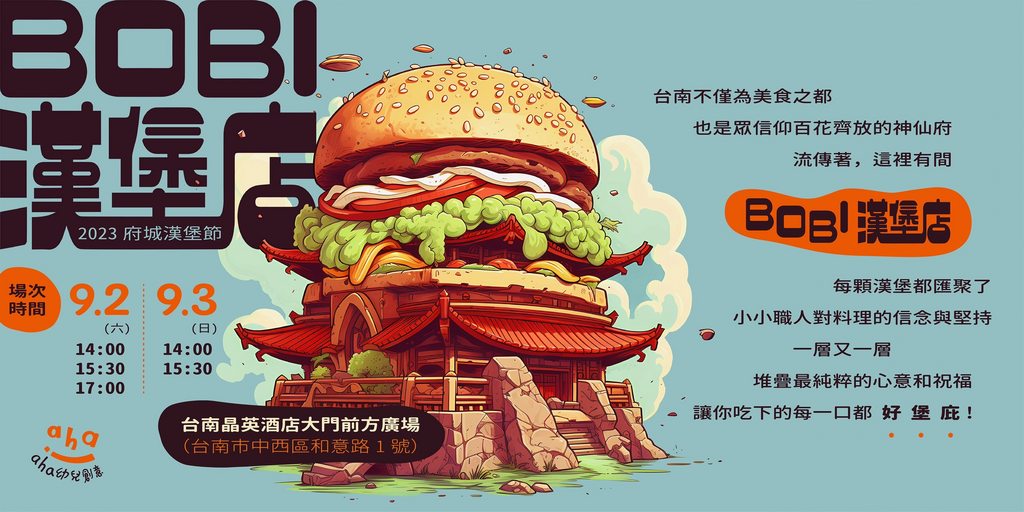 BOBI
漢堡店
2023 府城漢堡節
場次
時間
9.2
(六)
14:00
15:30
17:00
9.3
(日)
14:00
15:30
台南晶英酒店大門前方廣場
(台南市中西區和意路 1 號)
aha
aha幼兒創意
台南不僅為美食之都
也是眾信仰百花齊放的神仙府
流傳著，這裡有間
BOBI 漢堡店
每顆漢堡都匯聚了
小小職人對料理的信念與堅持
一層又一層
堆疊最純粹的心意和祝福
讓你吃下的每一口都 好 堡 庇！